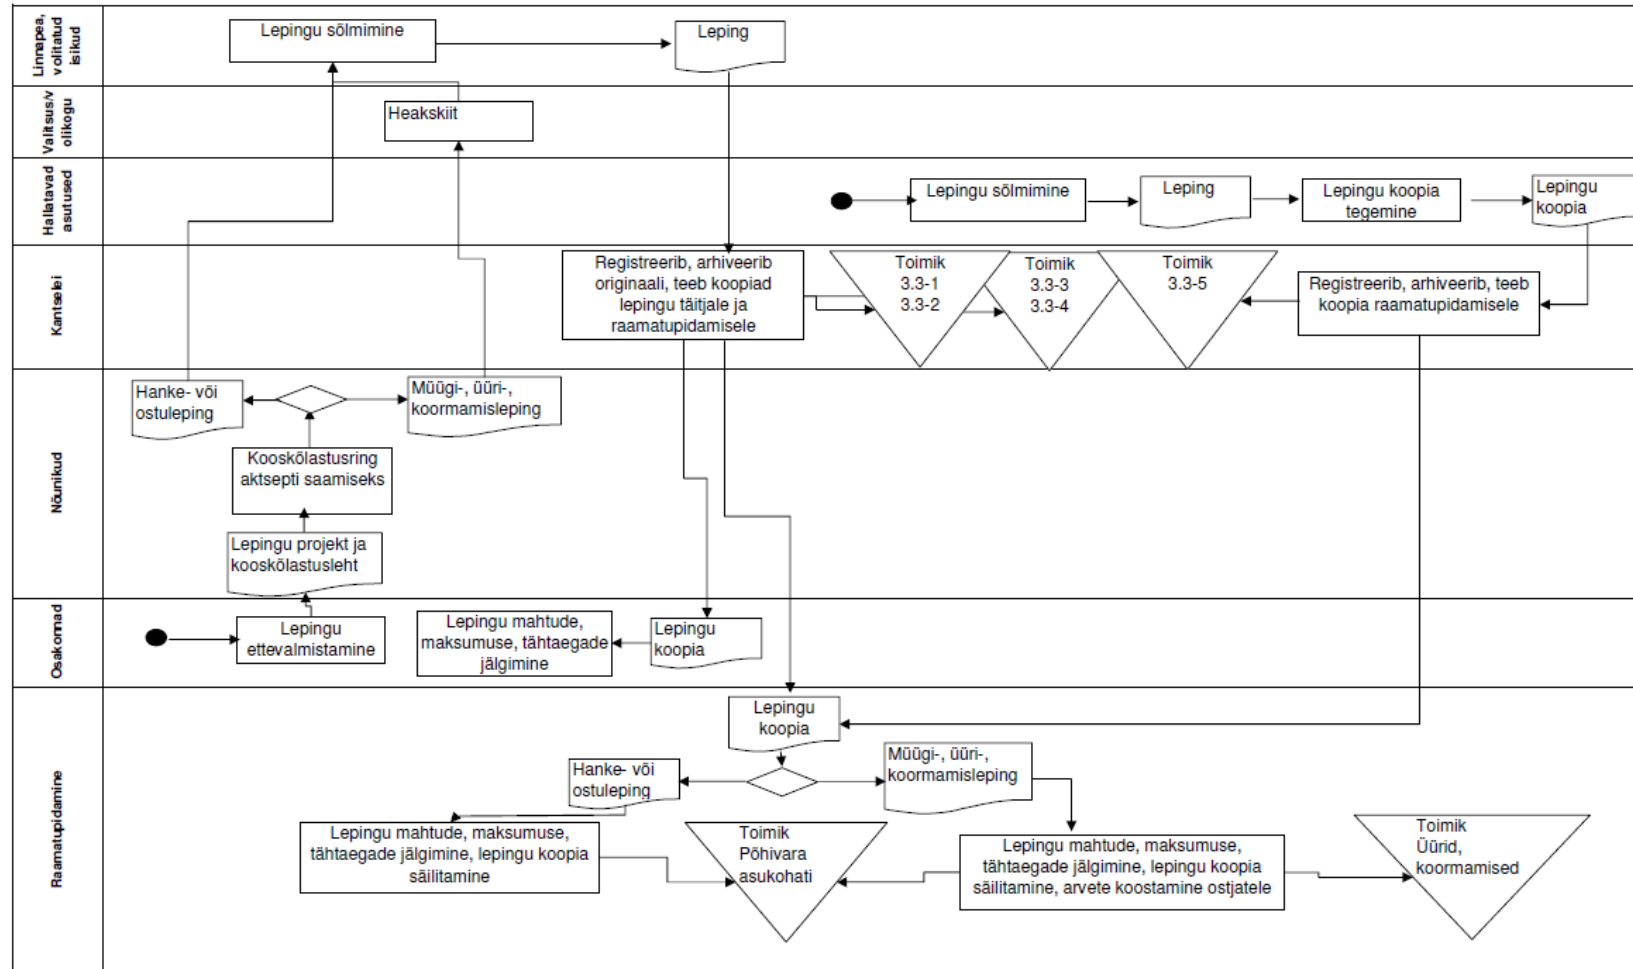 Linnapea,
volitatud
isikud
Lepingu sõlmimine
Leping
Valitsus/v
olikogu
Heakskiit
Hallatavad
asutused
Lepingu sõlmimine
Leping
Lepingu koopia
tegemine
Lepingu
koopia
Kantselei
Registreerib, arhiveerib
originaali, teeb koopiad
lepingu täitjale ja
raamatupidamisele
Toimik
3.3-1
3.3-2
Toimik
3.3-3
3.3-4
Toimik
3.3-5
Registreerib, arhiveerib, teeb
koopia raamatupidamisele
Nõunikud
Hanke- või
ostuleping
Müügi-, üüri-,
koormamisleping
Kooskõlastusring
aktsepti saamiseks
Lepingu projekt ja
kooskõlastusleht
Osakonnad
Lepingu
ettevalmistamine
Lepingu mahtude,
maksumuse, tähtaegade
jälgimine
Lepingu
koopia
Raamatupidamine
Lepingu
koopia
Hanke- või
ostuleping
Müügi-, üüri-,
koormamisleping
Lepingu mahtude, maksumuse,
tähtaegade jälgimine, lepingu koopia
säilitamine
Toimik
Põhivara
asukohati
Lepingu mahtude, maksumuse,
tähtaegade jälgimine, lepingu koopia
säilitamine, arvete koostamine ostjatele
Toimik
Üürid,
koormamised